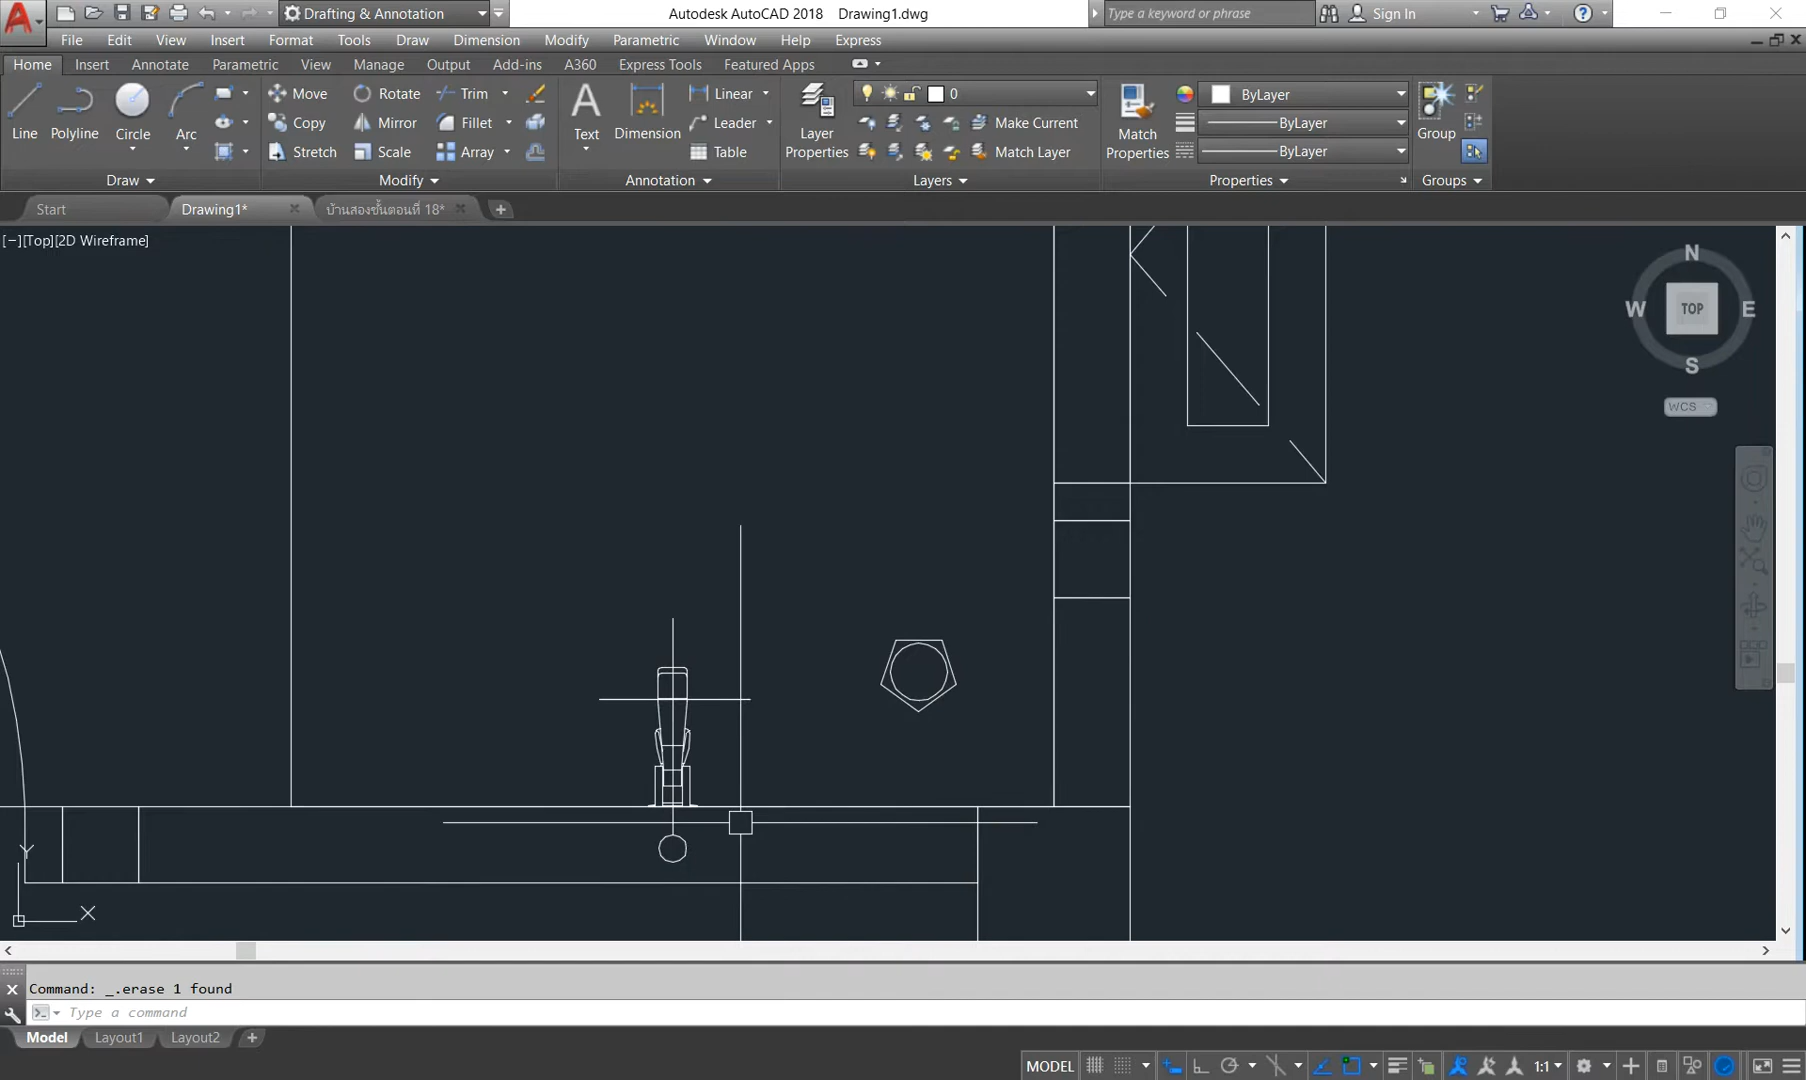 A Drafting & Annotation Autodesk AutoCAD 2018 Drawing1.dwg Type a keyword or phrase Sign In ?
File Edit View Insert Format Tools Draw Dimension Modify Parametric Window Help Express
Home Insert Annotate Parametric View Manage Output Add-ins A360 Express Tools Featured Apps
Line Polyline Circle Arc
Move Rotate Trim
Copy Mirror Fillet
Stretch Scale Array
A Text Dimension
Linear
Leader
Table
Layer Properties
0
Make Current
Match Layer
Match Properties
ByLayer
ByLayer
ByLayer
Group
Draw Modify Annotation Layers Properties Groups
Start Drawing1* บ้านสองชั้นตอนที่ 18*
[−][Top][2D Wireframe]
N
W TOP E
S
WCS
Y
X
Command: _.erase 1 found
Type a command
Model Layout1 Layout2
MODEL 1:1